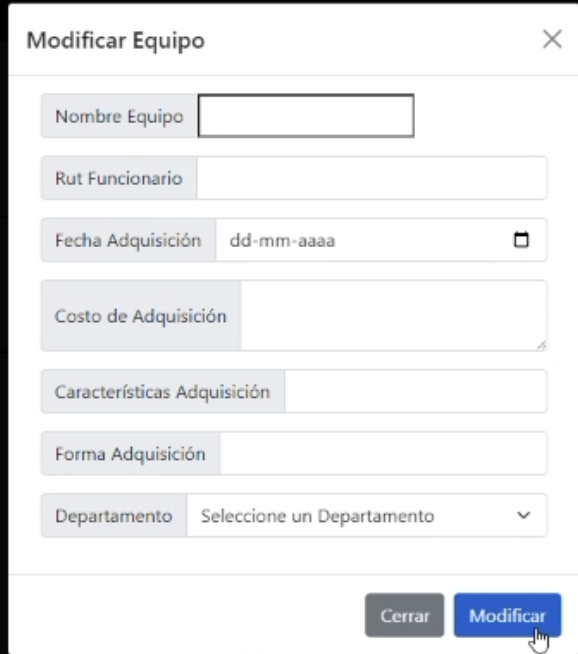 Modificar Equipo
Nombre Equipo
Rut Funcionario
Fecha Adquisición dd-mm-aaaa
Costo de Adquisición
Características Adquisición
Forma Adquisición
Departamento Seleccione un Departamento
Cerrar Modificar